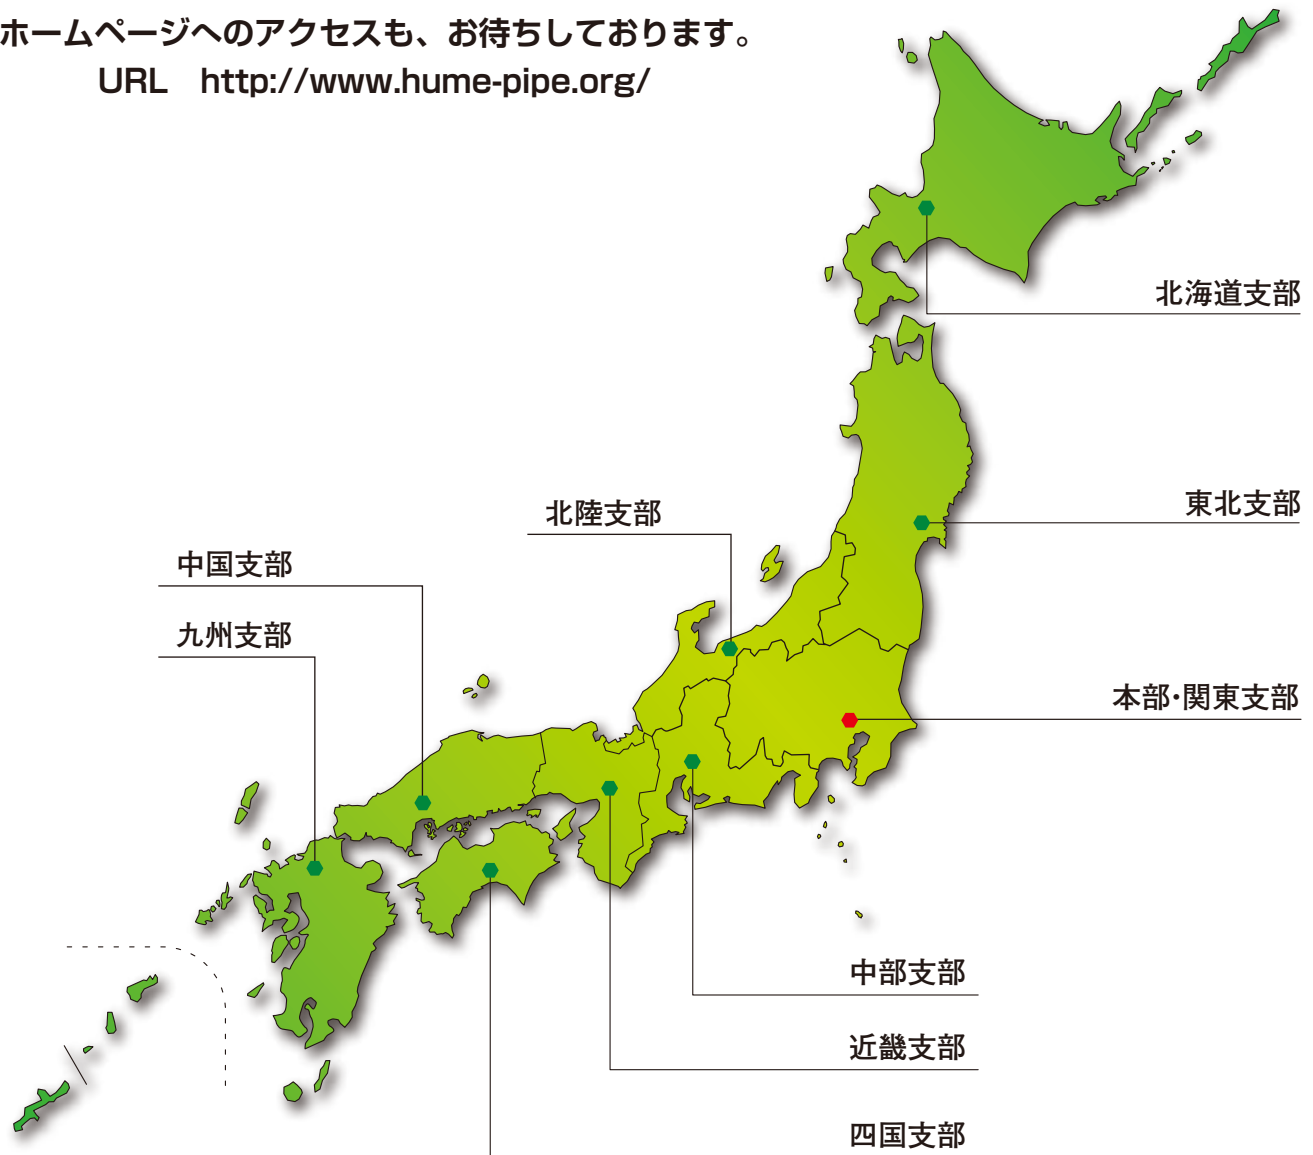 ホームページへのアクセスも、お待ちしております。
URL http://www.hume-pipe.org/
北海道支部
東北支部
北陸支部
中国支部
九州支部
本部・関東支部
中部支部
近畿支部
四国支部